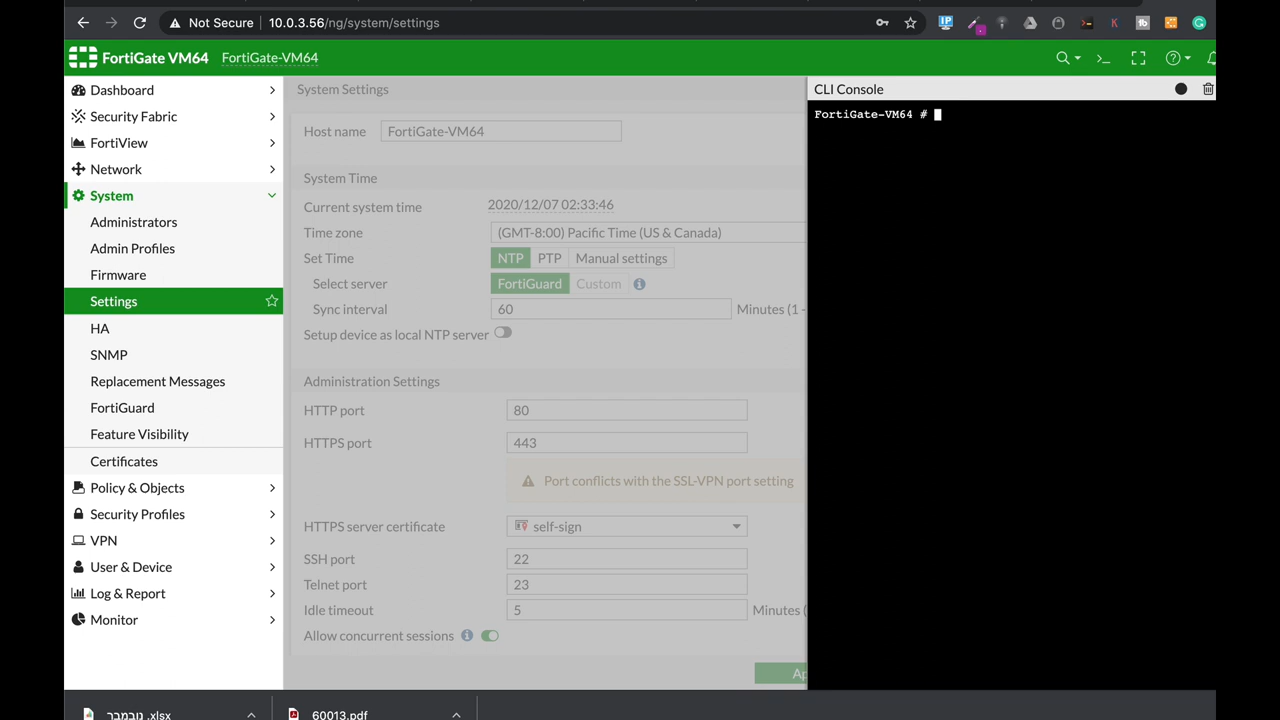 Not Secure | 10.0.3.56/ng/system/settings
FortiGate VM64 FortiGate-VM64
Dashboard
Security Fabric
FortiView
Network
System
Administrators
Admin Profiles
Firmware
Settings
HA
SNMP
Replacement Messages
FortiGuard
Feature Visibility
Certificates
Policy & Objects
Security Profiles
VPN
User & Device
Log & Report
Monitor
System Settings
Host name FortiGate-VM64
System Time
Current system time 2020/12/07 02:33:46
Time zone (GMT-8:00) Pacific Time (US & Canada)
Set Time NTP PTP Manual settings
Select server FortiGuard Custom
Sync interval 60 Minutes (1 -
Setup device as local NTP server
Administration Settings
HTTP port 80
HTTPS port 443
Port conflicts with the SSL-VPN port setting
HTTPS server certificate self-sign
SSH port 22
Telnet port 23
Idle timeout 5 Minutes (
Allow concurrent sessions
Ap
CLI Console
FortiGate-VM64 #
נובמבר .xlsx
60013.pdf